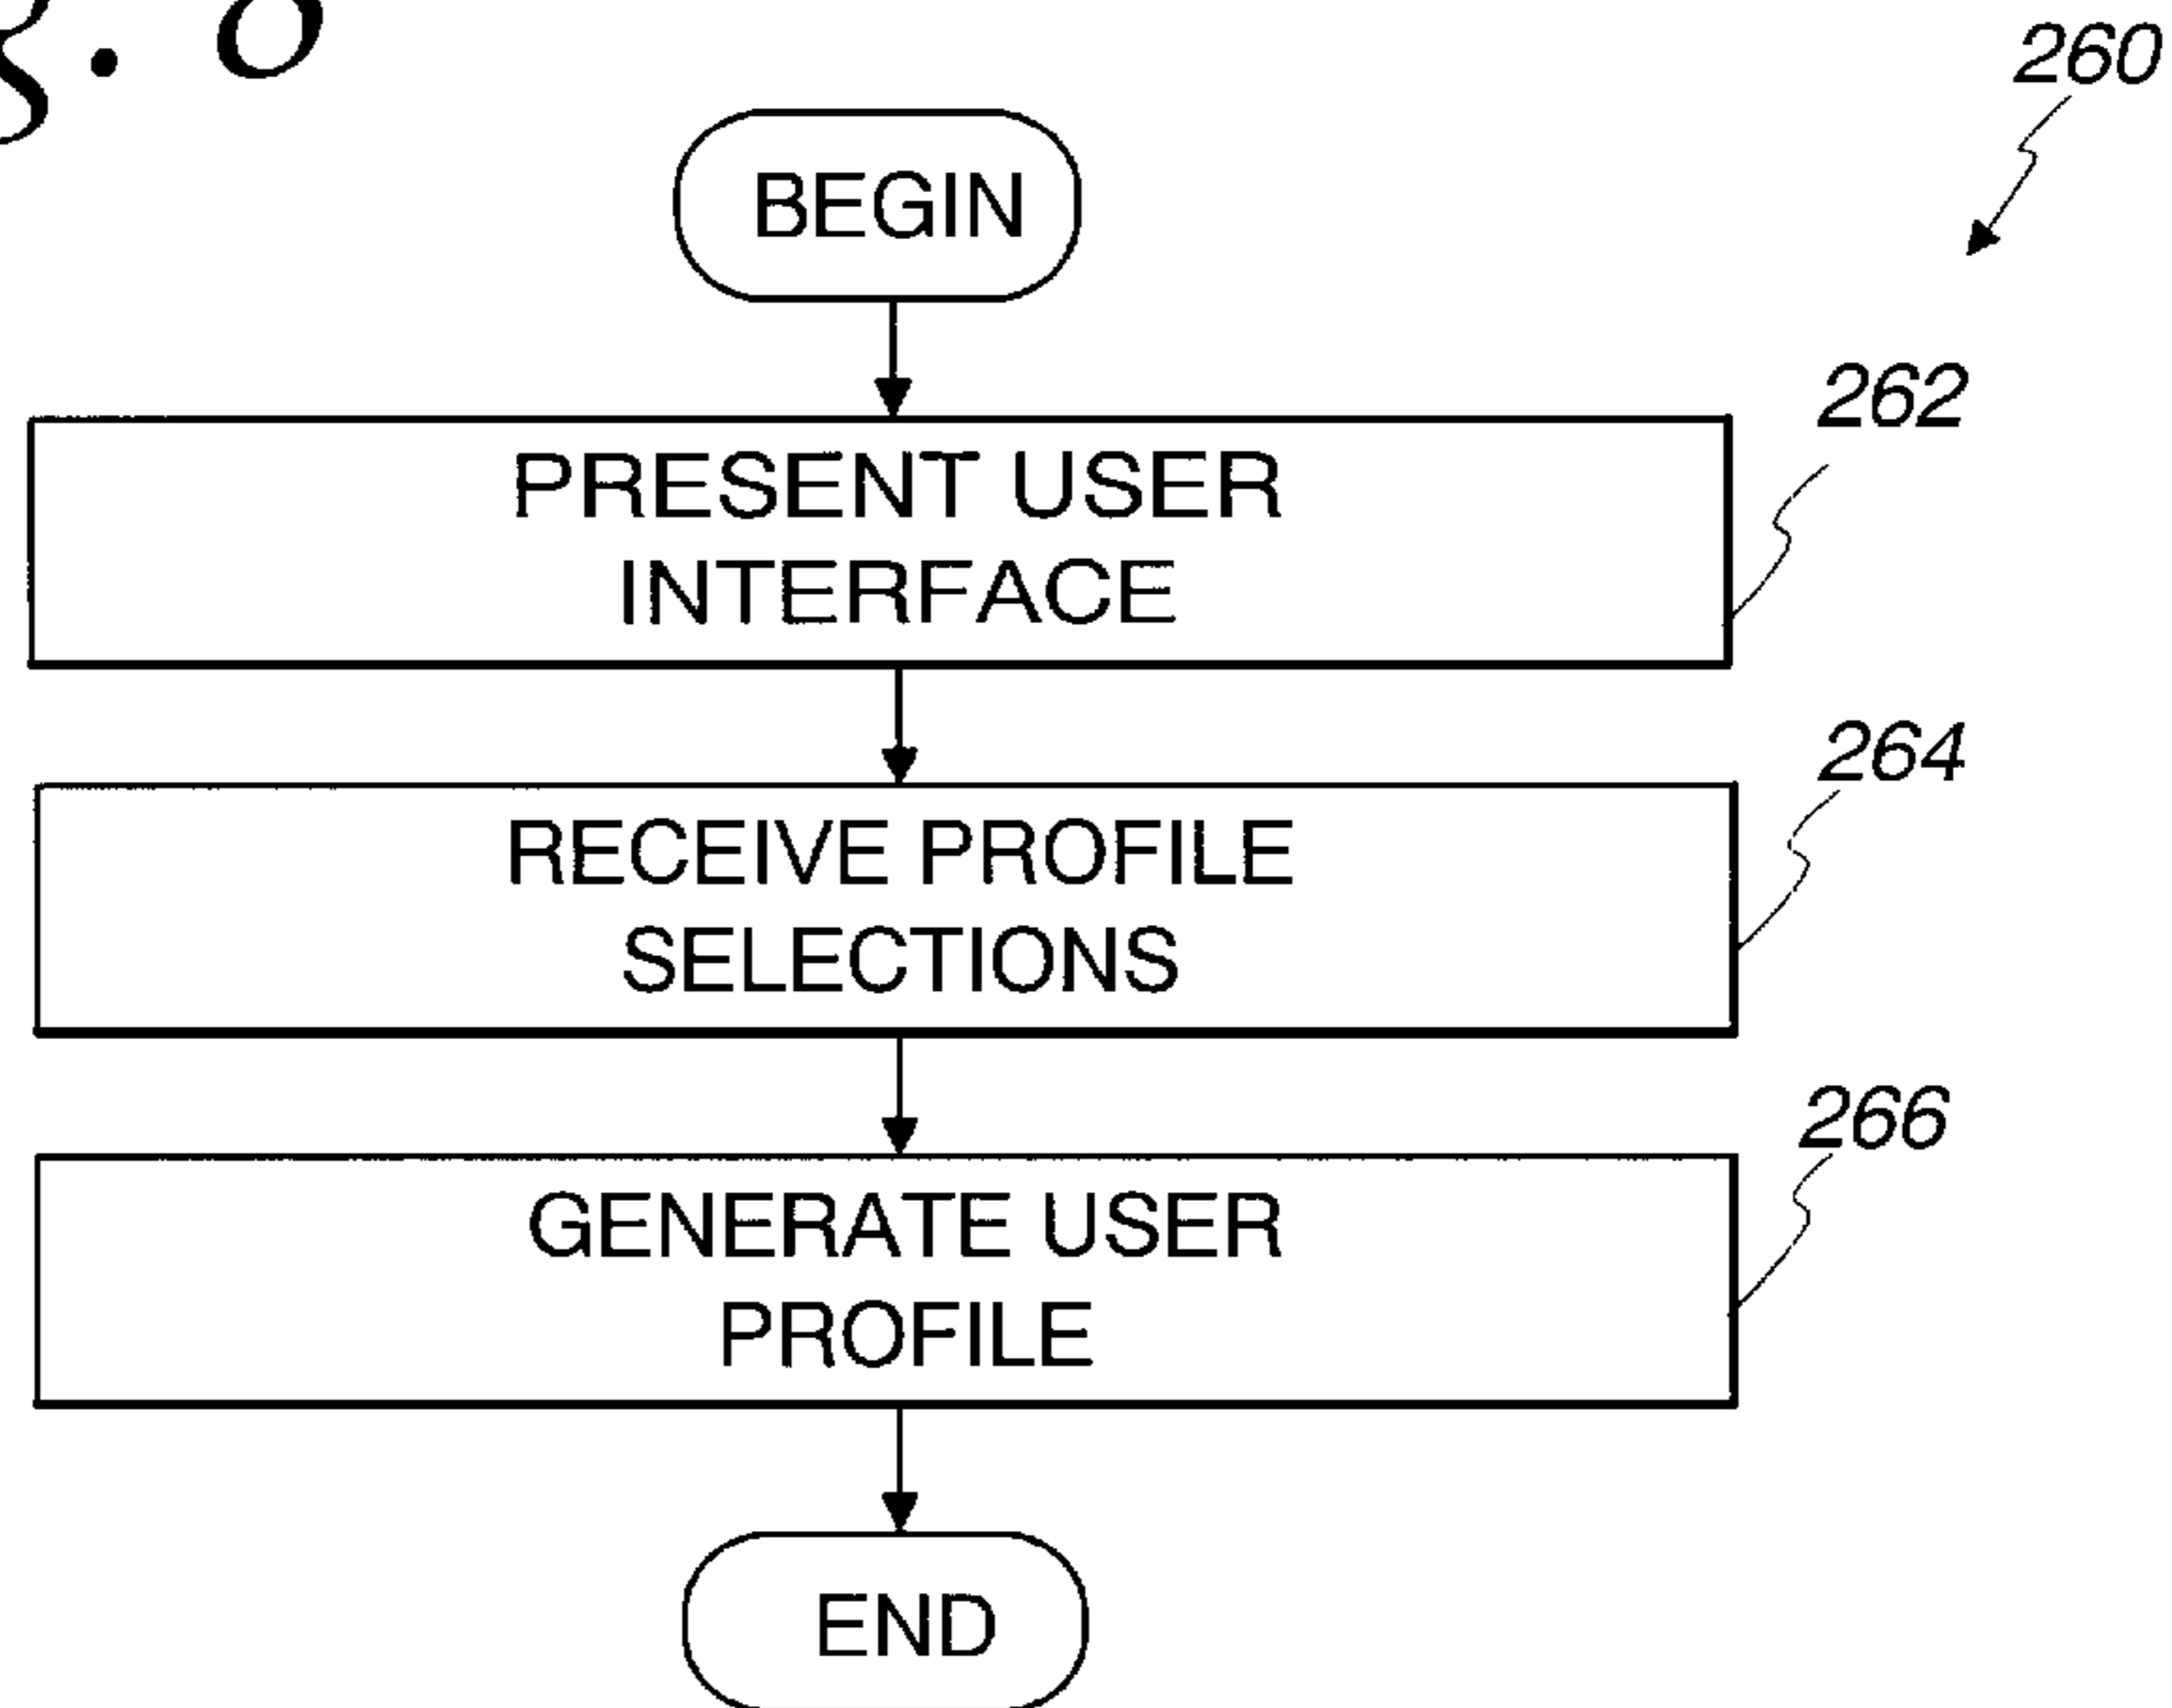 260
BEGIN
262
PRESENT USER
INTERFACE
264
RECEIVE PROFILE
SELECTIONS
266
GENERATE USER
PROFILE
END